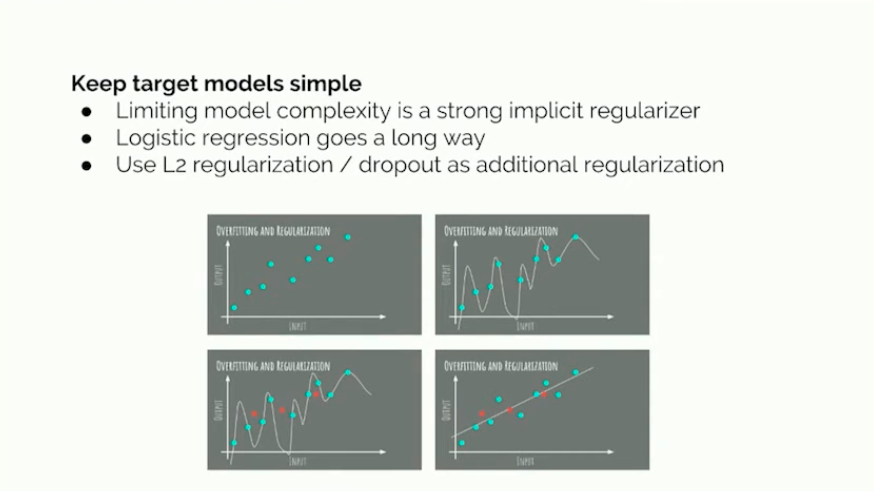 Keep target models simple
● Limiting model complexity is a strong implicit regularizer
● Logistic regression goes a long way
● Use L2 regularization / dropout as additional regularization
Overfitting and Regularization
Output
Input
Overfitting and Regularization
Output
Input
Overfitting and Regularization
Output
Input
Overfitting and Regularization
Output
Input